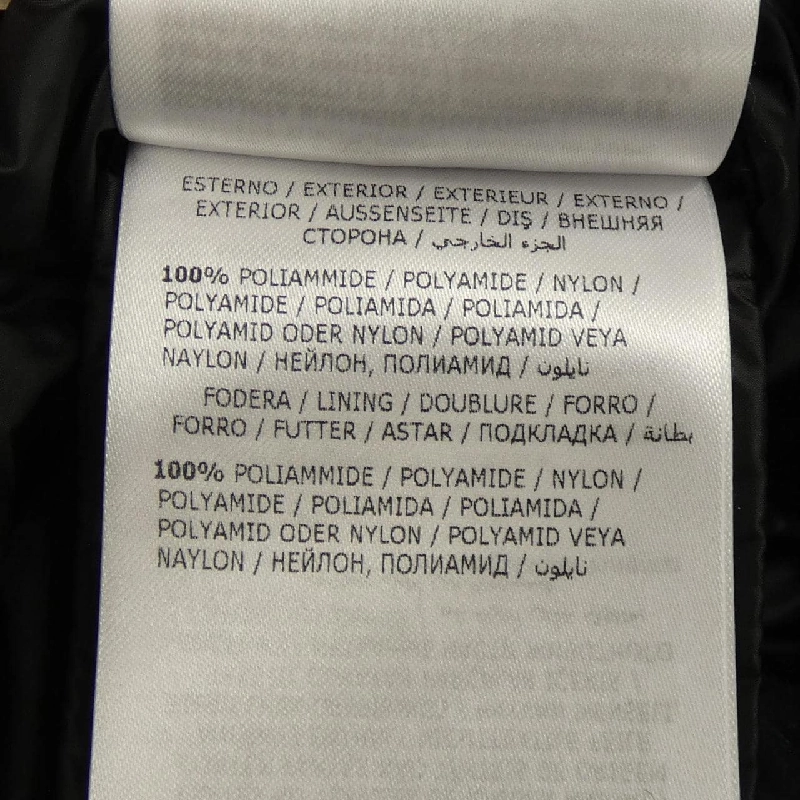 ESTERNO / EXTERIOR / EXTERIEUR / EXTERNO /
EXTERIOR / AUSSENSEITE / DIŞ / ВНЕШНЯЯ
СТОРОНА / الجزء الخارجي
100% POLIAMMIDE / POLYAMIDE / NYLON /
POLYAMIDE / POLIAMIDA / POLIAMIDA /
POLYAMID ODER NYLON / POLYAMID VEYA
NAYLON / НЕЙЛОН, ПОЛИАМИД / نايلون
FODERA / LINING / DOUBLURE / FORRO /
FORRO / FUTTER / ASTAR / ПОДКЛАДКА / بطانة
100% POLIAMMIDE / POLYAMIDE / NYLON /
POLYAMIDE / POLIAMIDA / POLIAMIDA /
POLYAMID ODER NYLON / POLYAMID VEYA
NAYLON / НЕЙЛОН, ПОЛИАМИД / نايلون